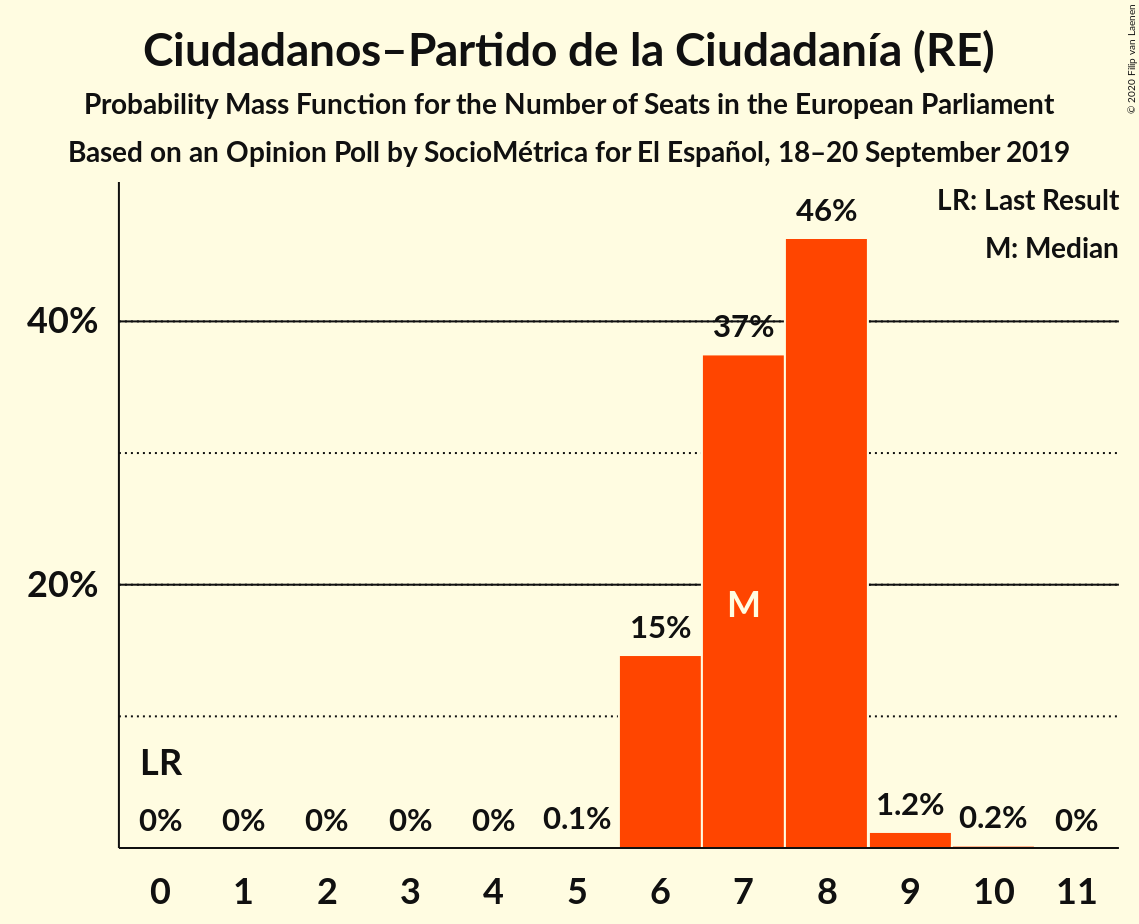 Ciudadanos–Partido de la Ciudadanía (RE)
Probability Mass Function for the Number of Seats in the European Parliament
Based on an Opinion Poll by SocioMétrica for El Español, 18–20 September 2019
© 2020 Filip van Laenen
LR: Last Result
M: Median
40%
20%
46%
37%
M
15%
LR
0%
0%
0%
0%
0%
0.1%
1.2%
0.2%
0%
0 1 2 3 4 5 6 7 8 9 10 11